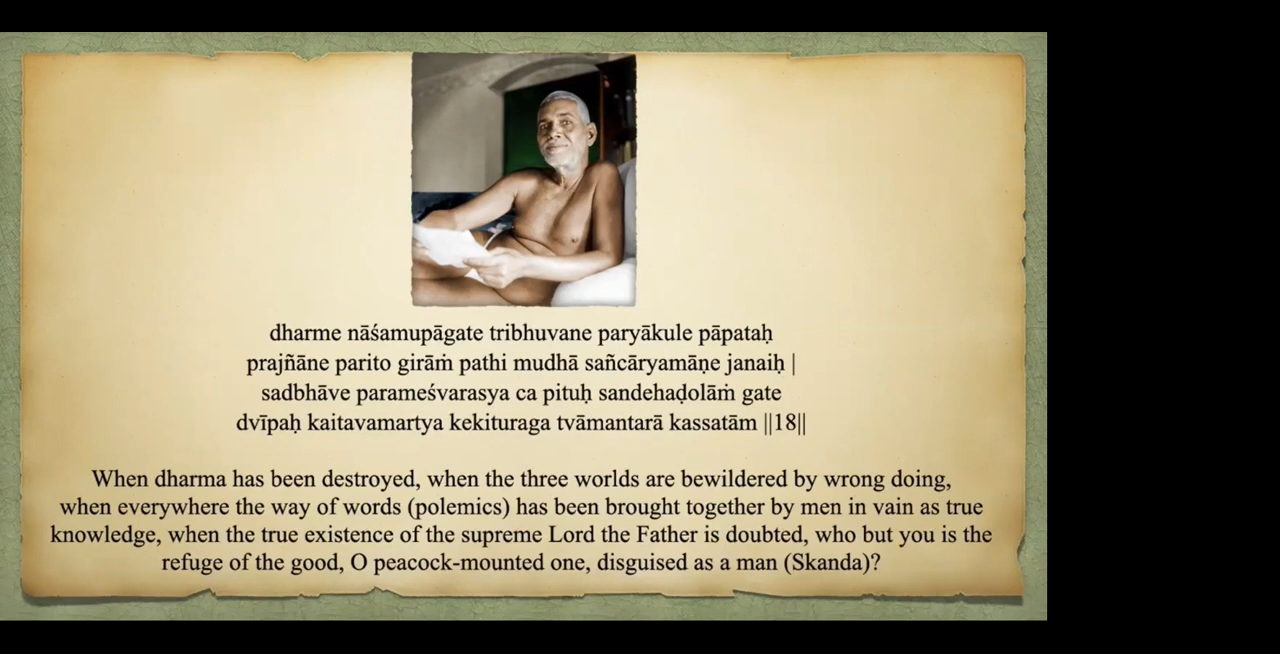 dharme nāśamupāgate tribhuvane paryākule pāpataḥ
prajñāne parito girāṁ pathi mudhā sañcāryamāṇe janaiḥ |
sadbhāve parameśvarasya ca pituḥ sandehaḍolāṁ gate
dvīpaḥ kaitavamartya kekituraga tvāmantarā kassatām ||18||
When dharma has been destroyed, when the three worlds are bewildered by wrong doing,
when everywhere the way of words (polemics) has been brought together by men in vain as true
knowledge, when the true existence of the supreme Lord the Father is doubted, who but you is the
refuge of the good, O peacock-mounted one, disguised as a man (Skanda)?